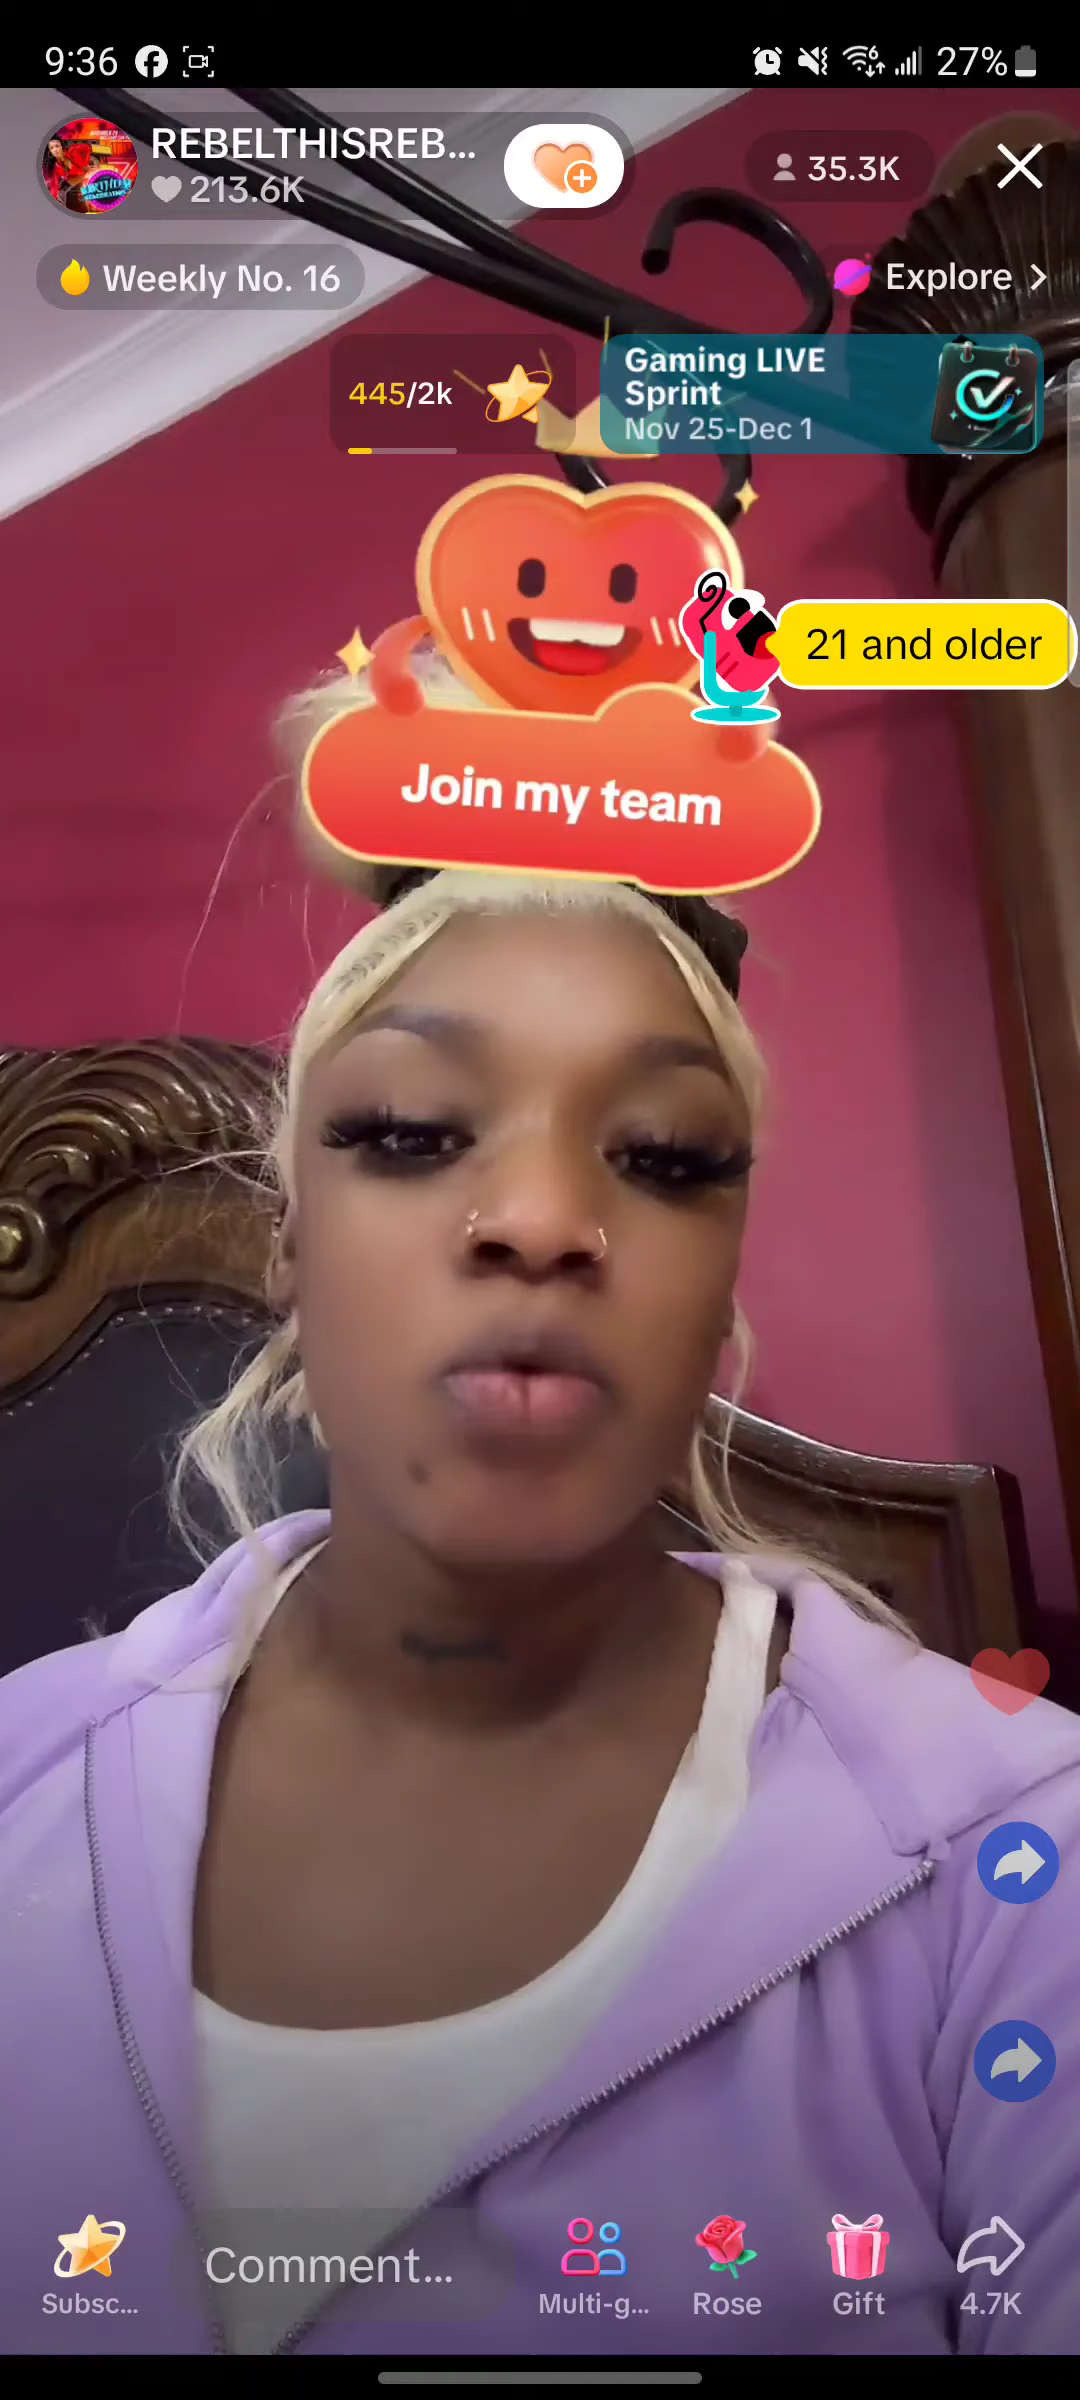 9:36
27%
REBELTHISREB...
213.6K
35.3K
Weekly No. 16
Explore
445/2k
Gaming LIVE
Sprint
Nov 25-Dec 1
21 and older
Join my team
Comment...
Subsc...
Multi-g...
Rose
Gift
4.7K